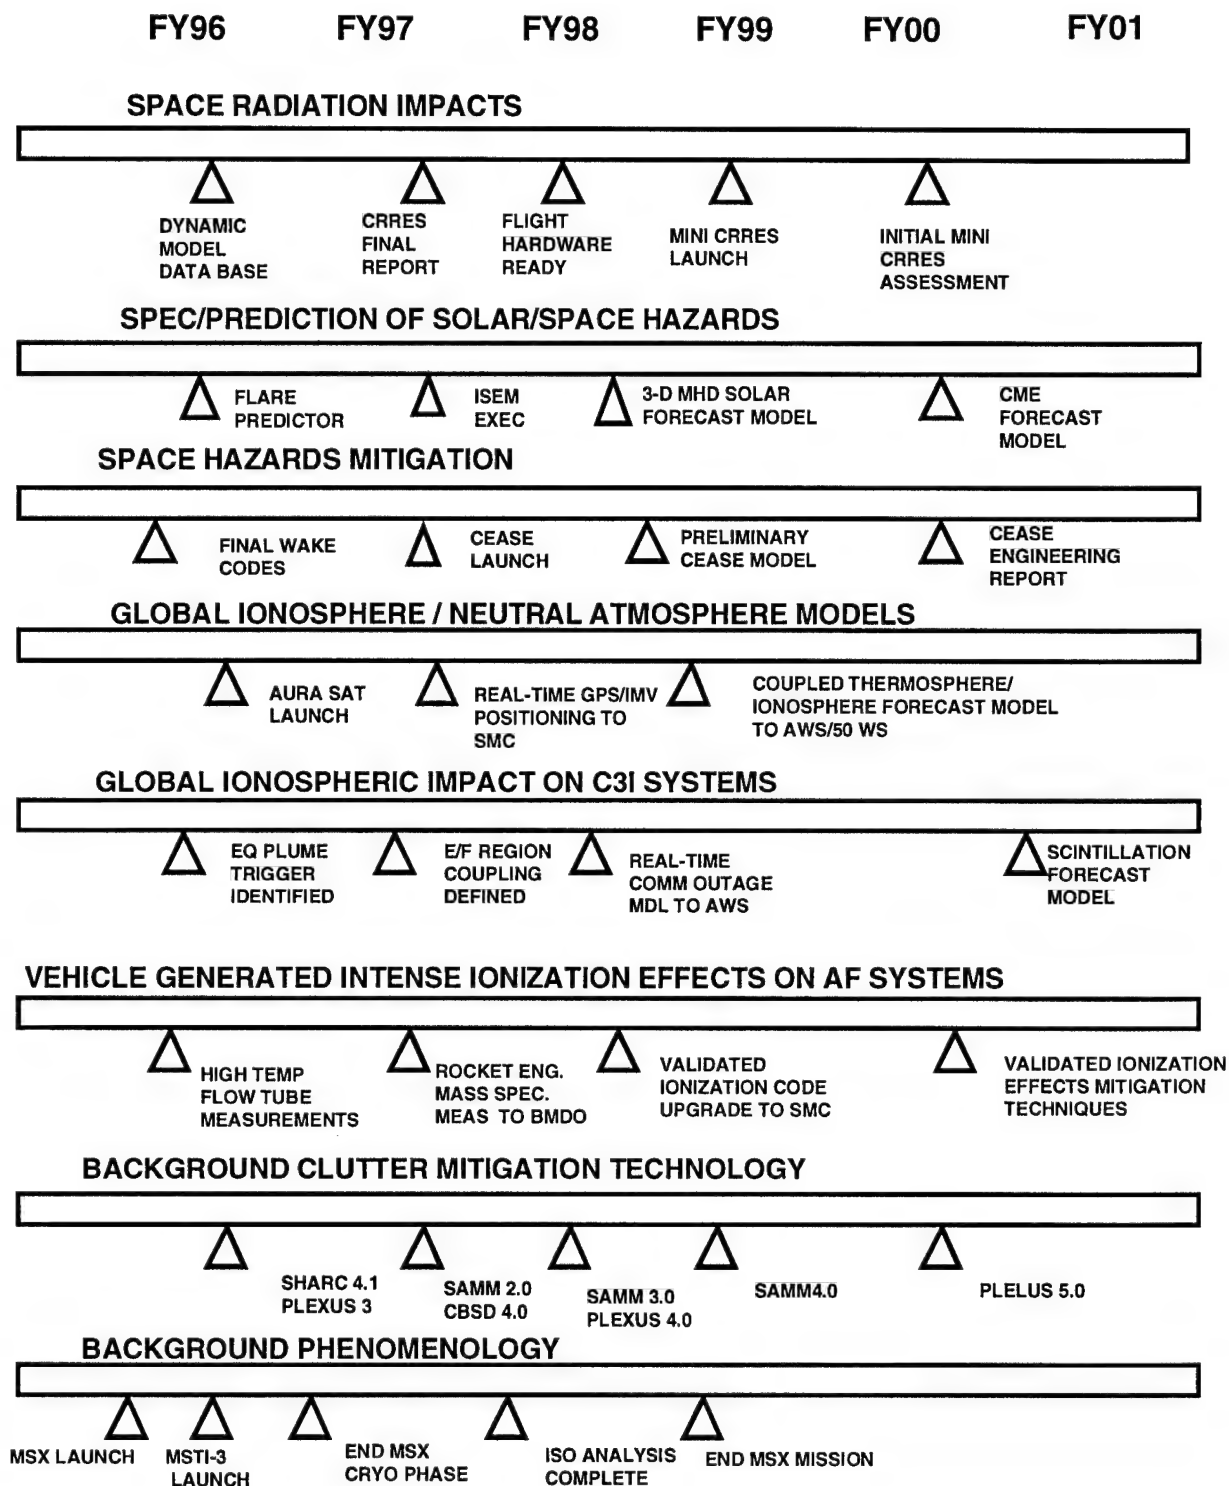 FY96 FY97 FY98 FY99 FY00 FY01
SPACE RADIATION IMPACTS
DYNAMIC
MODEL
DATA BASE
CRRES
FINAL
REPORT
FLIGHT
HARDWARE
READY
MINI CRRES
LAUNCH
INITIAL MINI
CRRES
ASSESSMENT
SPEC/PREDICTION OF SOLAR/SPACE HAZARDS
FLARE
PREDICTOR
ISEM
EXEC
3-D MHD SOLAR
FORECAST MODEL
CME
FORECAST
MODEL
SPACE HAZARDS MITIGATION
FINAL WAKE
CODES
CEASE
LAUNCH
PRELIMINARY
CEASE MODEL
CEASE
ENGINEERING
REPORT
GLOBAL IONOSPHERE / NEUTRAL ATMOSPHERE MODELS
AURA SAT
LAUNCH
REAL-TIME GPS/IMV
POSITIONING TO
SMC
COUPLED THERMOSPHERE/
IONOSPHERE FORECAST MODEL
TO AWS/50 WS
GLOBAL IONOSPHERIC IMPACT ON C3I SYSTEMS
EQ PLUME
TRIGGER
IDENTIFIED
E/F REGION
COUPLING
DEFINED
REAL-TIME
COMM OUTAGE
MDL TO AWS
SCINTILLATION
FORECAST
MODEL
VEHICLE GENERATED INTENSE IONIZATION EFFECTS ON AF SYSTEMS
HIGH TEMP
FLOW TUBE
MEASUREMENTS
ROCKET ENG.
MASS SPEC.
MEAS TO BMDO
VALIDATED
IONIZATION CODE
UPGRADE TO SMC
VALIDATED IONIZATION
EFFECTS MITIGATION
TECHNIQUES
BACKGROUND CLUTTER MITIGATION TECHNOLOGY
SHARC 4.1
PLEXUS 3
SAMM 2.0
CBSD 4.0
SAMM 3.0
PLEXUS 4.0
SAMM4.0
PLELUS 5.0
BACKGROUND PHENOMENOLOGY
MSX LAUNCH
MSTI-3
LAUNCH
END MSX
CRYO PHASE
ISO ANALYSIS
COMPLETE
END MSX MISSION